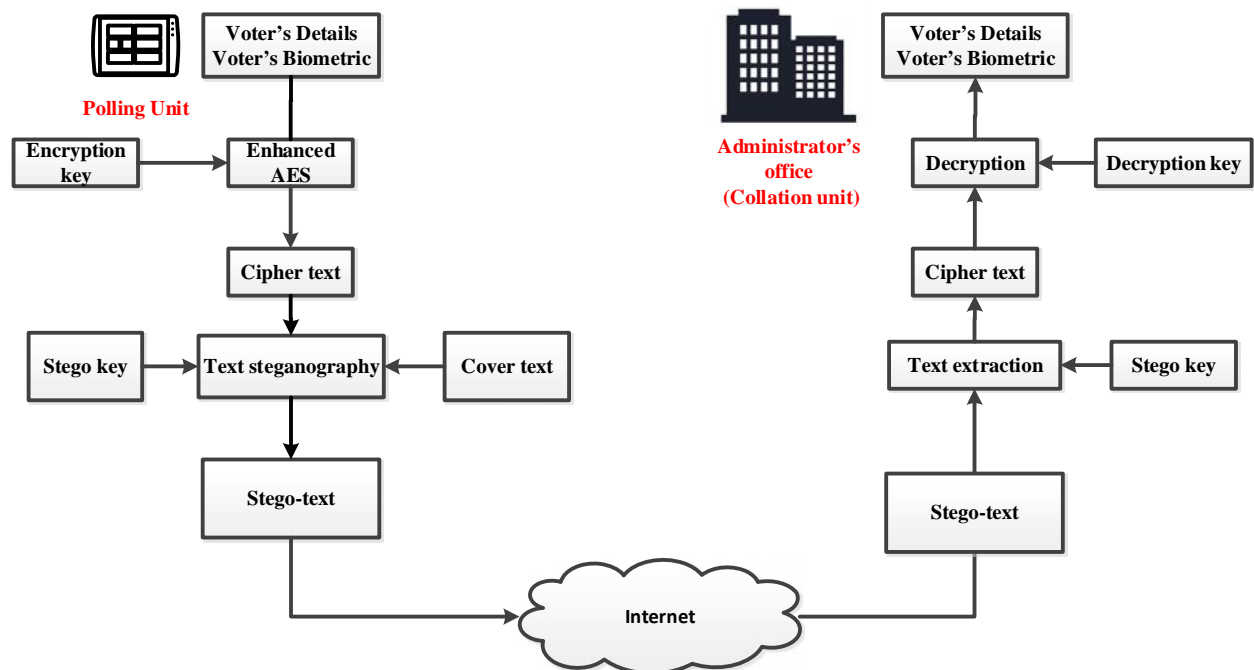 Voter's Details
Voter's Biometric
Polling Unit
Encryption
key
Enhanced
AES
Cipher text
Stego key
Text steganography
Cover text
Stego-text
Internet
Administrator's
office
(Collation unit)
Voter's Details
Voter's Biometric
Decryption
Decryption key
Cipher text
Text extraction
Stego key
Stego-text